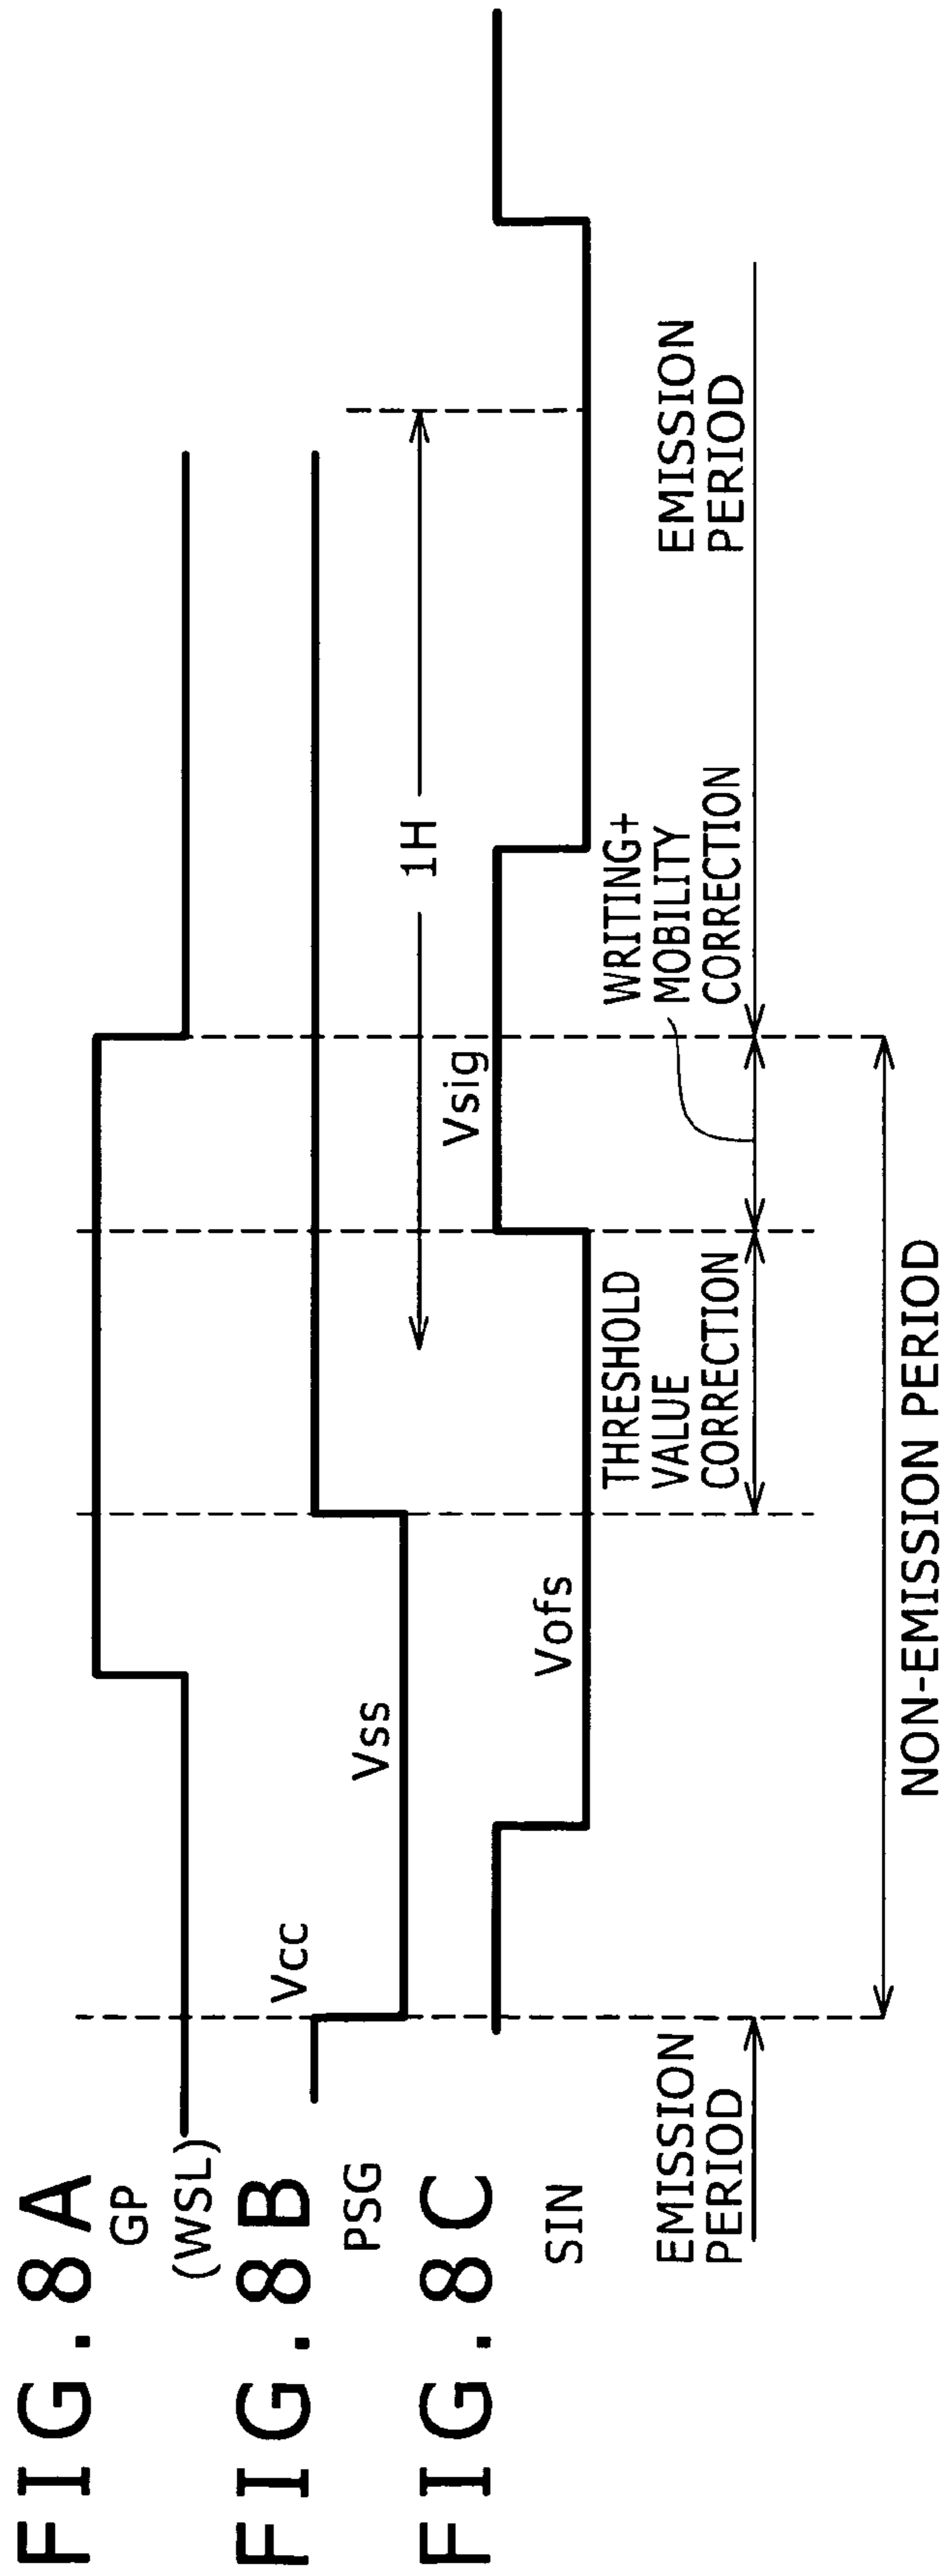 FIG.8A
GP
(WSL)
FIG.8B
PSG
Vcc
Vss
1H
FIG.8C
SIN
Vofs
Vsig
EMISSION
PERIOD
THRESHOLD
VALUE
CORRECTION
WRITING+
MOBILITY
CORRECTION
EMISSION
PERIOD
NON-EMISSION PERIOD